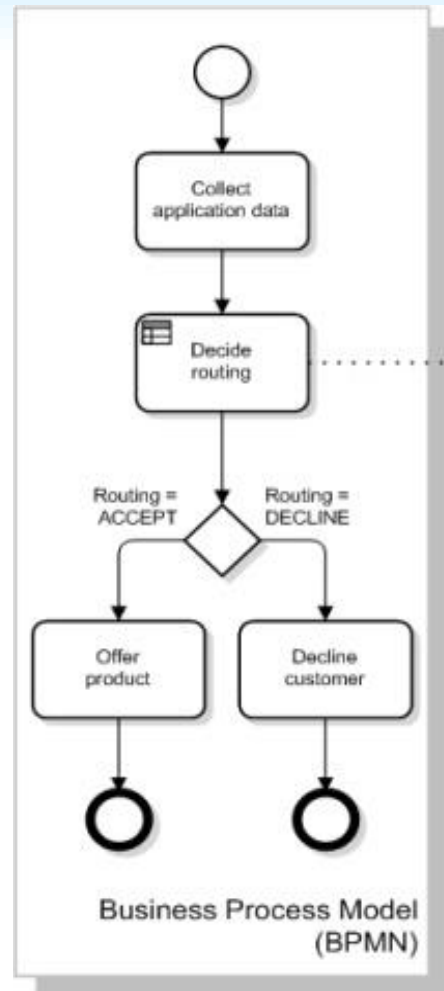 Collect
application data
Decide
routing
Routing =
ACCEPT
Routing =
DECLINE
Offer
product
Decline
customer
Business Process Model
(BPMN)